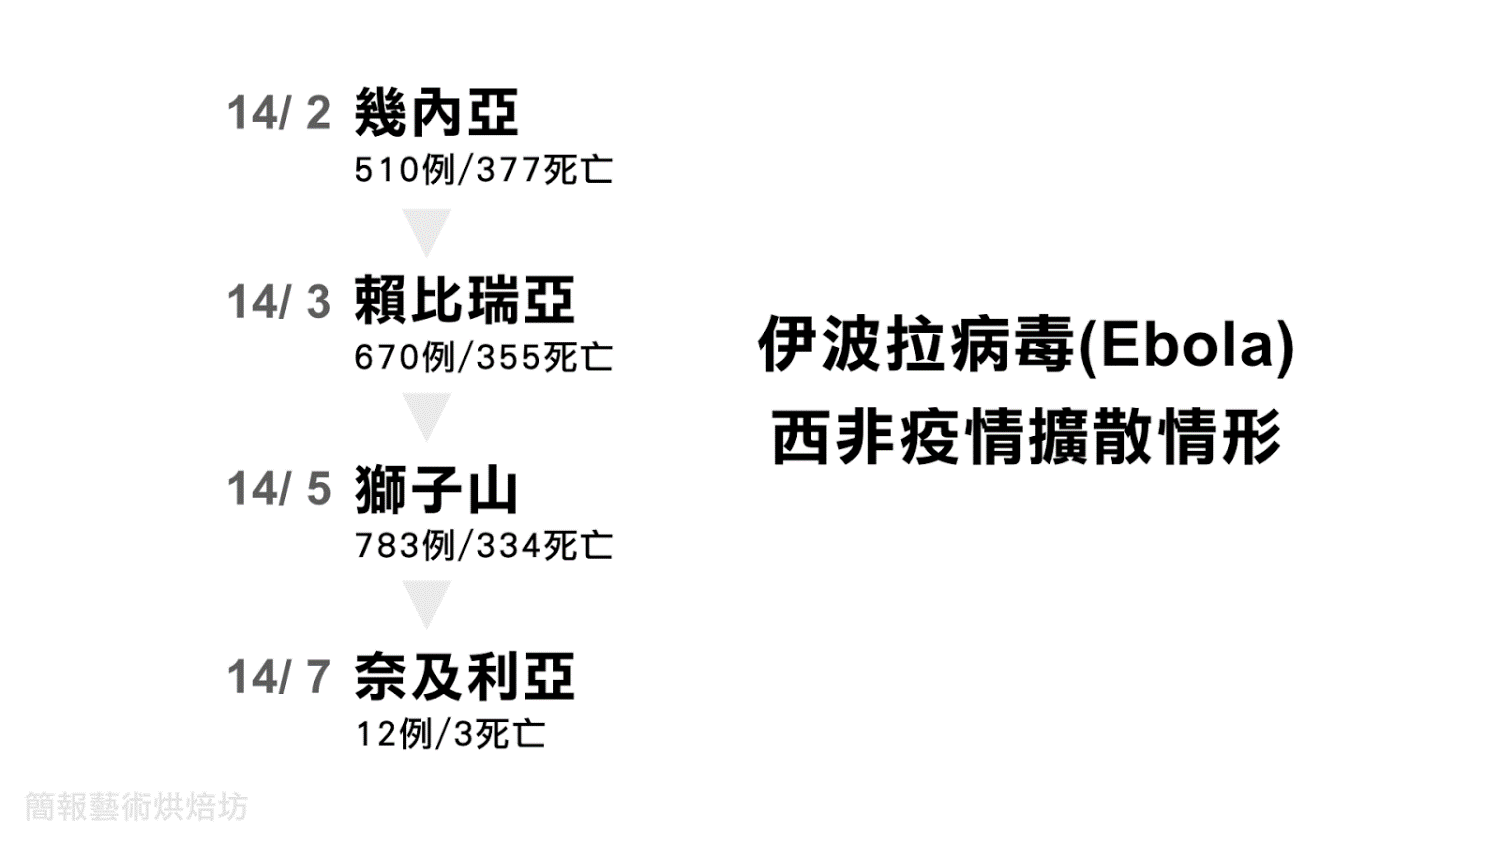 14/ 2 幾內亞
510例/377死亡
14/ 3 賴比瑞亞
670例/355死亡
14/ 5 獅子山
783例/334死亡
14/ 7 奈及利亞
12例/3死亡
伊波拉病毒(Ebola)
西非疫情擴散情形
簡報藝術烘焙坊